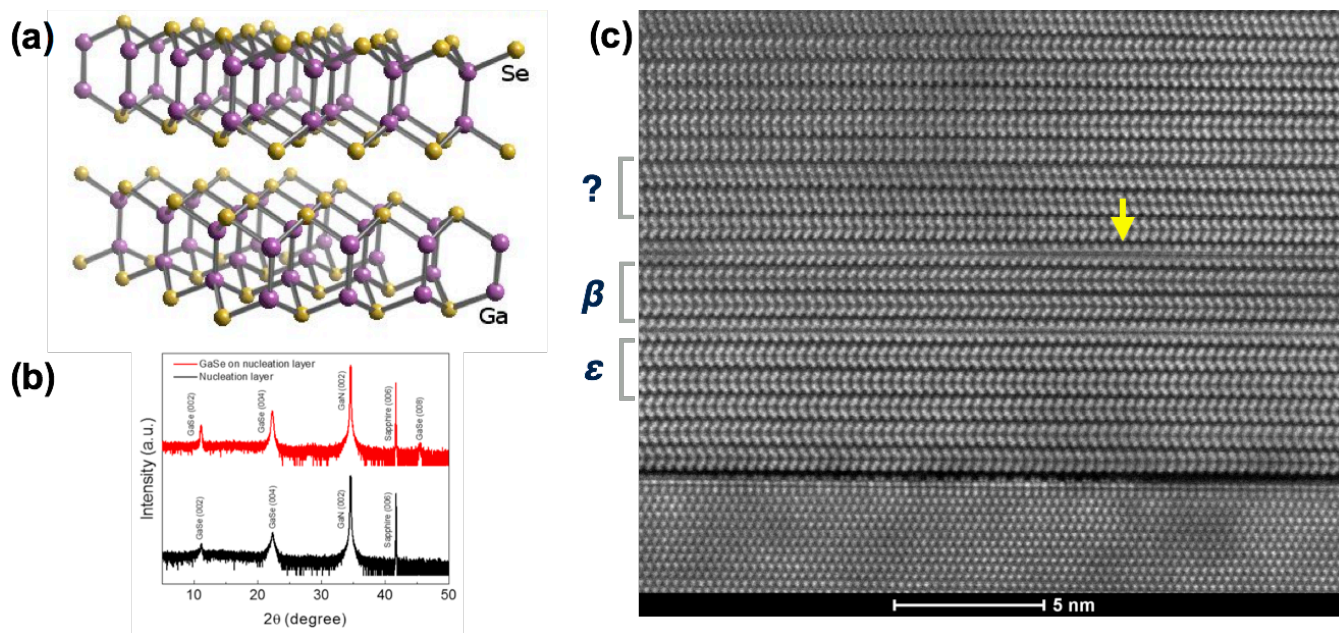 (a)
Se
Ga
(b)
GaSe on nucleation layer
Nucleation layer
GaSe (002)
GaSe (004)
GaN (002)
Sapphire (006)
GaSe (008)
GaSe (002)
GaSe (004)
GaN (002)
Sapphire (006)
Intensity (a.u.)
10 20 30 40 50
2θ (degree)
(c)
?
β
ε
5 nm